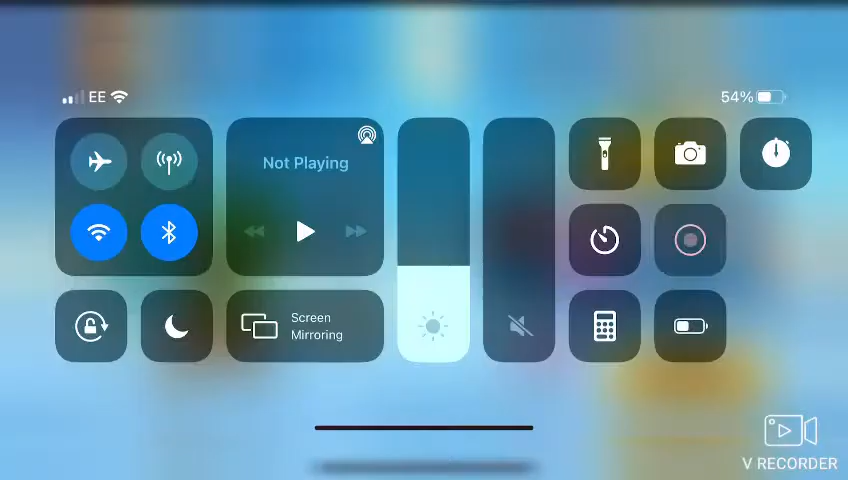 EE
54%
Not Playing
Screen
Mirroring
V RECORDER